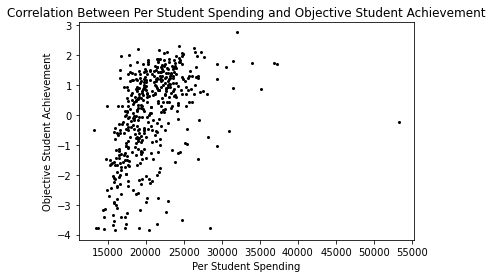 Correlation Between Per Student Spending and Objective Student Achievement
3
2
1
0
−1
−2
−3
−4
Objective Student Achievement
15000 20000 25000 30000 35000 40000 45000 50000 55000
Per Student Spending